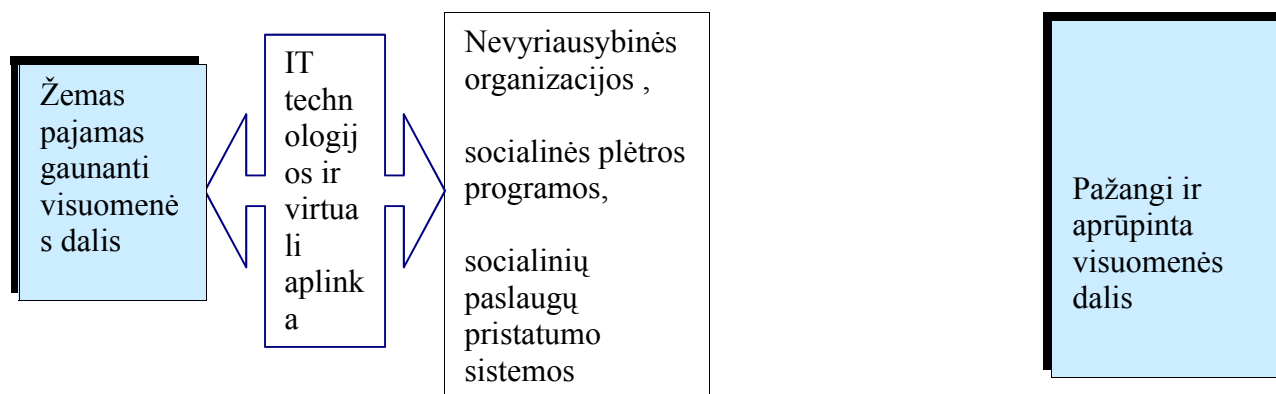 Žemas
pajamas
gaunanti
visuomenė
s dalis
IT
techn
ologij
os ir
virtua
li
aplink
a
Nevyriausybinės
organizacijos ,
socialinės plėtros
programos,
socialinių
paslaugų
pristatumo
sistemos
Pažangi ir
aprūpinta
visuomenės
dalis